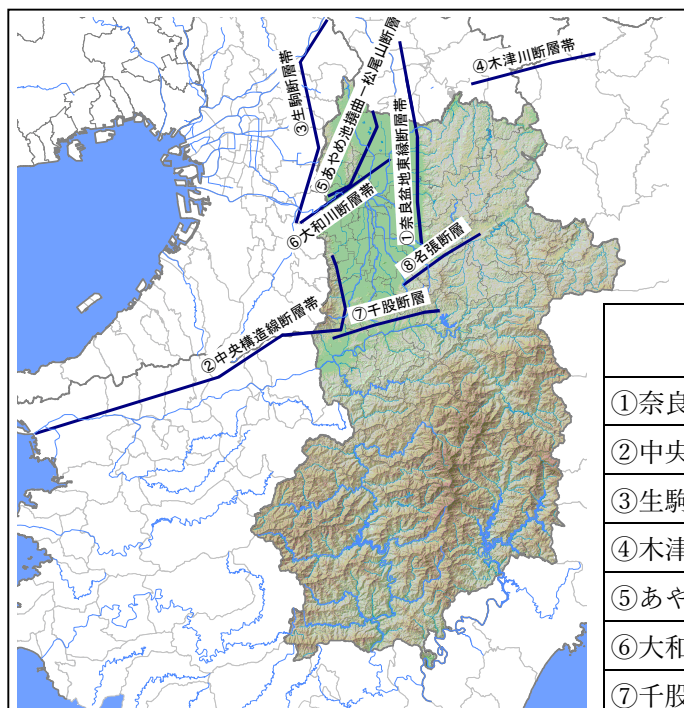 ④木津川断層帯
③生駒断層帯
⑤あやめ池撓曲－松尾山断層
①奈良盆地東縁断層帯
⑥大和川断層帯
⑧名張断層
⑦千股断層
②中央構造線断層帯
①奈良
②中央
③生駒
④木津
⑤あや
⑥大和
⑦千股